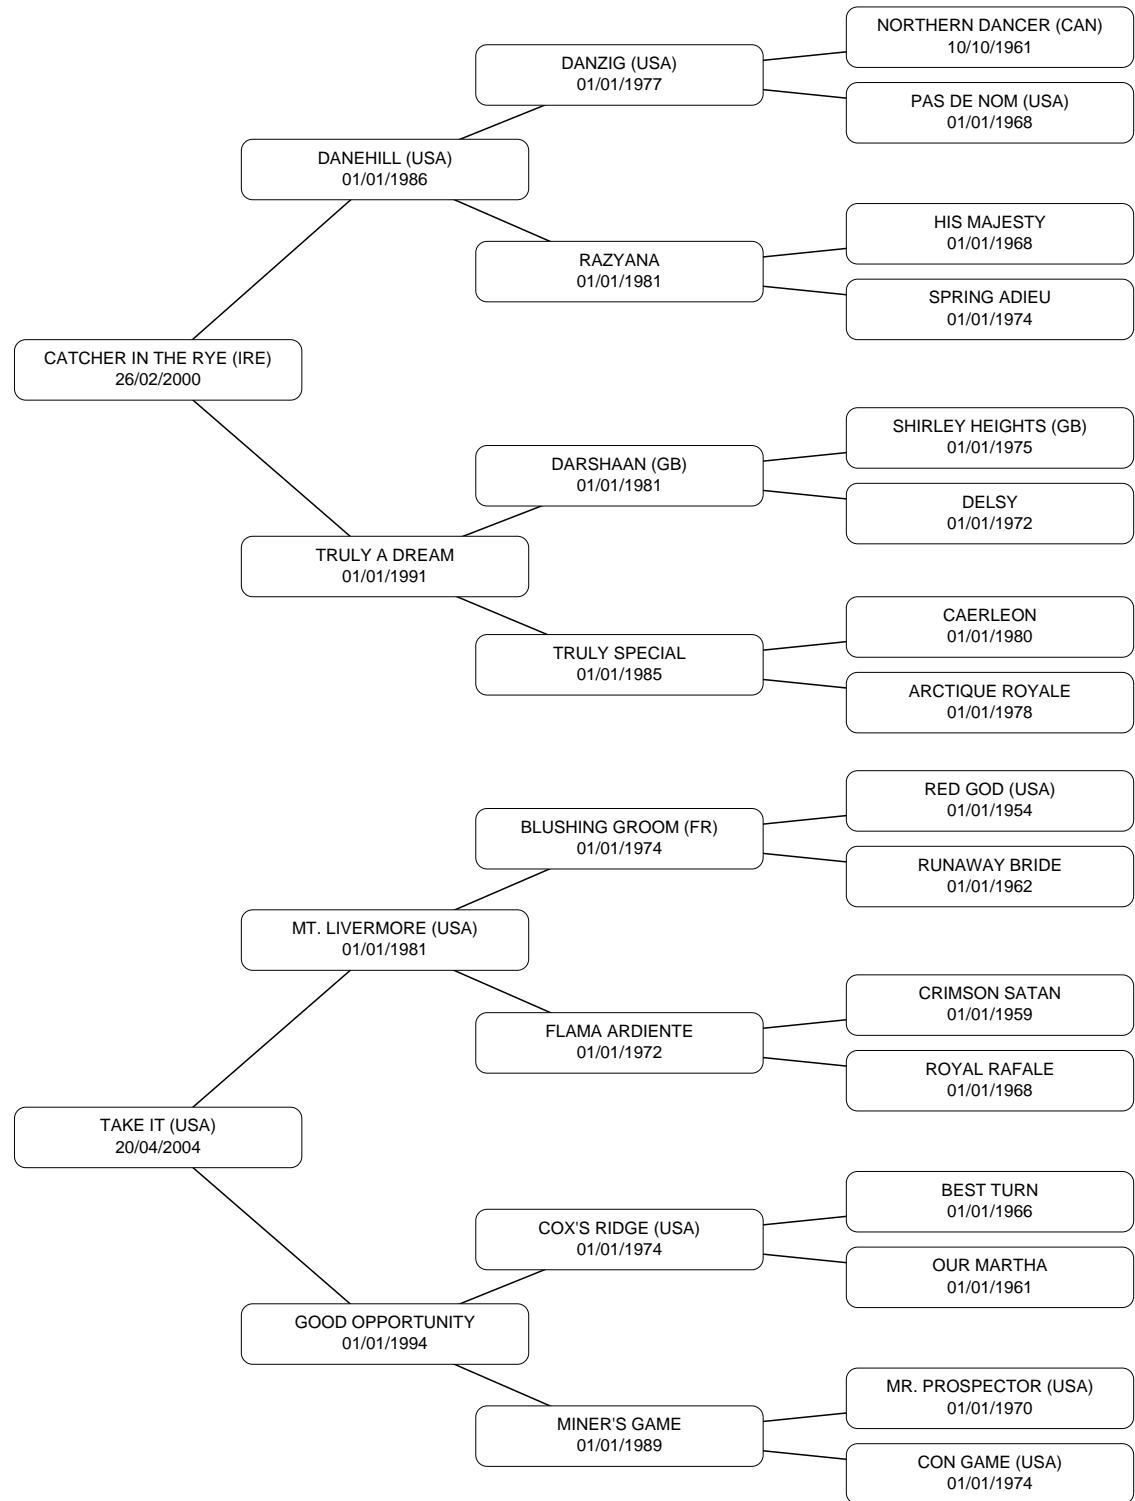 NORTHERN DANCER (CAN)
10/10/1961
DANZIG (USA)
01/01/1977
PAS DE NOM (USA)
01/01/1968
DANEHILL (USA)
01/01/1986
HIS MAJESTY
01/01/1968
RAZYANA
01/01/1981
SPRING ADIEU
01/01/1974
CATCHER IN THE RYE (IRE)
26/02/2000
SHIRLEY HEIGHTS (GB)
01/01/1975
DARSHAAN (GB)
01/01/1981
DELSY
01/01/1972
TRULY A DREAM
01/01/1991
CAERLEON
01/01/1980
TRULY SPECIAL
01/01/1985
ARCTIQUE ROYALE
01/01/1978
RED GOD (USA)
01/01/1954
BLUSHING GROOM (FR)
01/01/1974
RUNAWAY BRIDE
01/01/1962
MT. LIVERMORE (USA)
01/01/1981
CRIMSON SATAN
01/01/1959
FLAMA ARDIENTE
01/01/1972
ROYAL RAFALE
01/01/1968
TAKE IT (USA)
20/04/2004
BEST TURN
01/01/1966
COX'S RIDGE (USA)
01/01/1974
OUR MARTHA
01/01/1961
GOOD OPPORTUNITY
01/01/1994
MR. PROSPECTOR (USA)
01/01/1970
MINER'S GAME
01/01/1989
CON GAME (USA)
01/01/1974